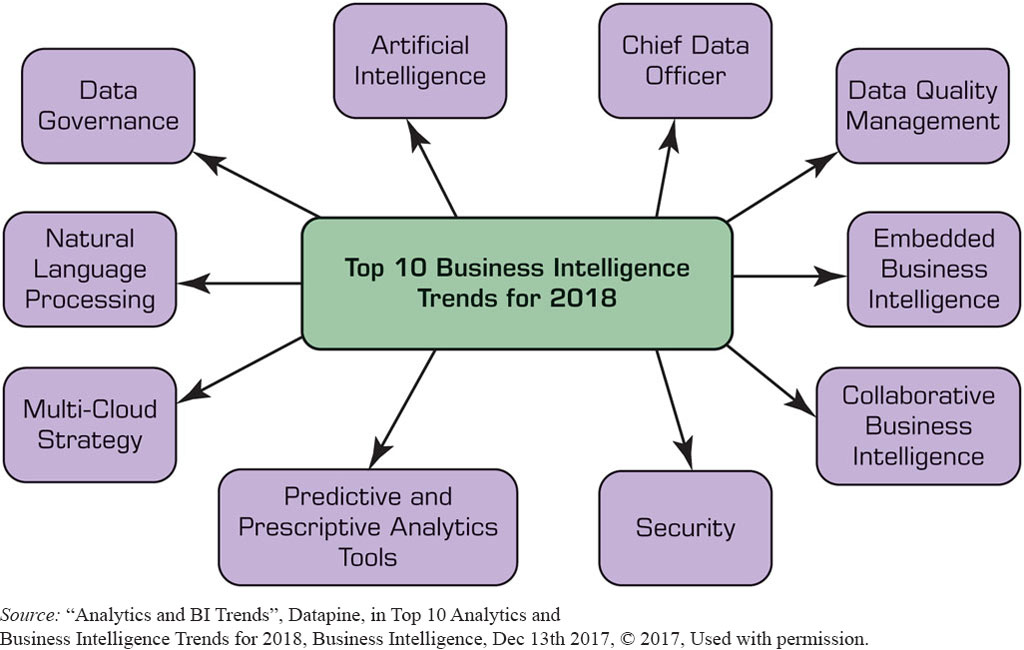 Artificial
Intelligence
Chief Data
Officer
Data
Governance
Data Quality
Management
Natural
Language
Processing
Top 10 Business Intelligence
Trends for 2018
Embedded
Business
Intelligence
Multi-Cloud
Strategy
Collaborative
Business
Intelligence
Predictive and
Prescriptive Analytics
Tools
Security
Source: “Analytics and BI Trends”, Datapine, in Top 10 Analytics and
Business Intelligence Trends for 2018, Business Intelligence, Dec 13th 2017, © 2017, Used with permission.